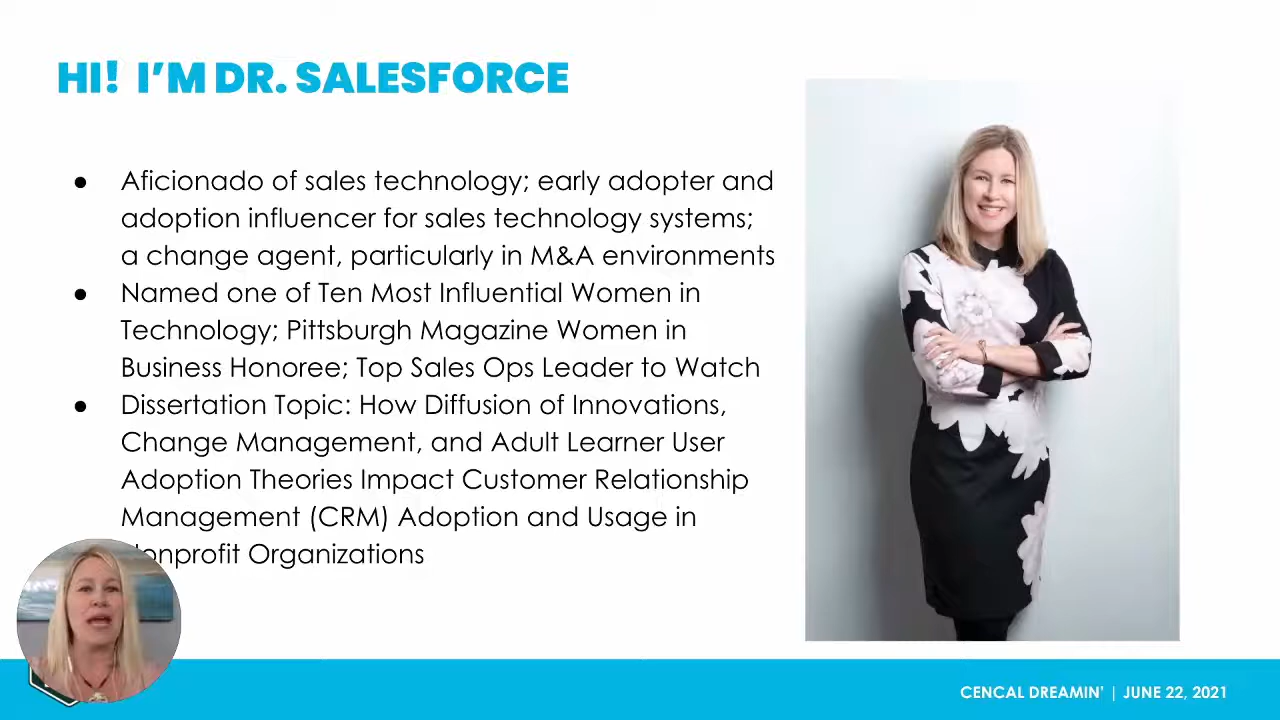 HI! I'M DR. SALESFORCE
● Aficionado of sales technology; early adopter and
adoption influencer for sales technology systems;
a change agent, particularly in M&A environments
● Named one of Ten Most Influential Women in
Technology; Pittsburgh Magazine Women in
Business Honoree; Top Sales Ops Leader to Watch
● Dissertation Topic: How Diffusion of Innovations,
Change Management, and Adult Learner User
Adoption Theories Impact Customer Relationship
Management (CRM) Adoption and Usage in
Nonprofit Organizations
CENCAL DREAMIN' | JUNE 22, 2021